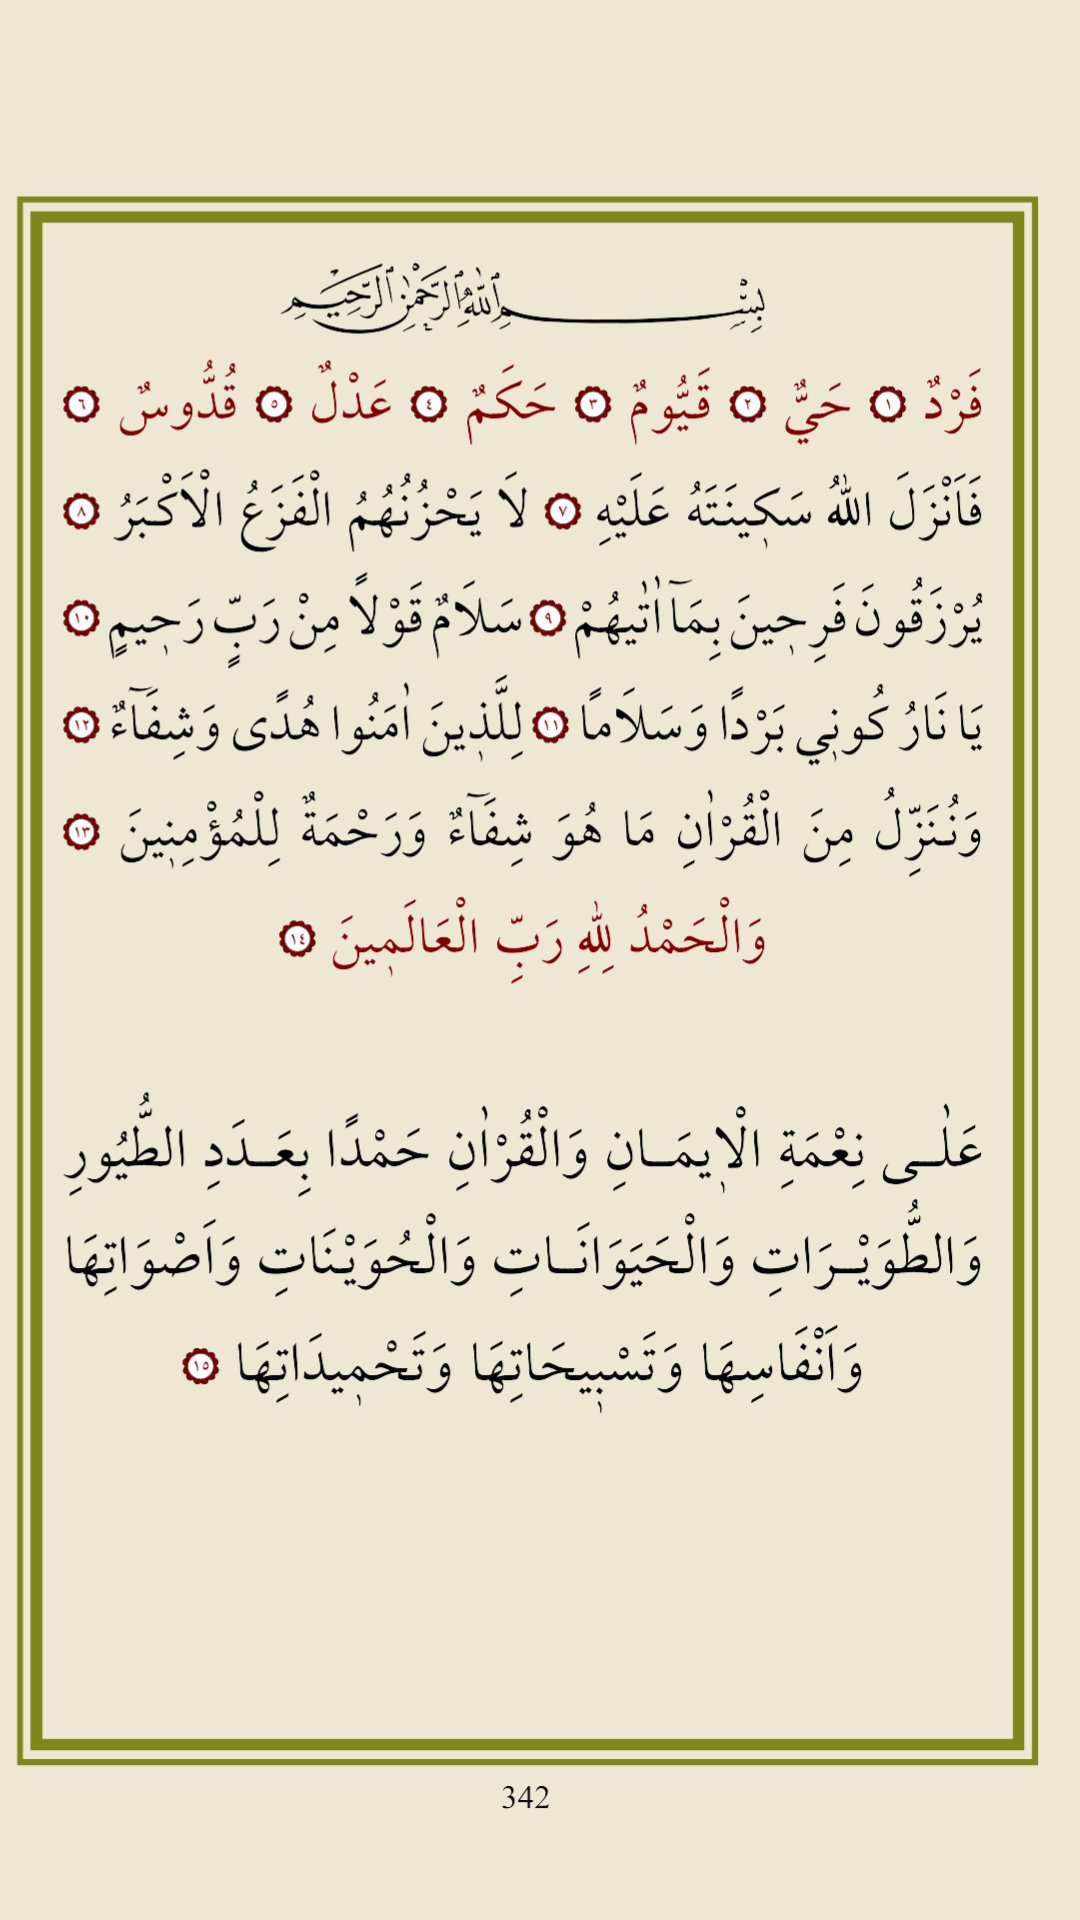 بِسْمِ اللّٰهِ الرَّحْمٰنِ الرَّحِيمِ
فَرْدٌ ﴿١﴾ حَيٌّ ﴿٢﴾ قَيُّومٌ ﴿٣﴾ حَكَمٌ ﴿٤﴾ عَدْلٌ ﴿٥﴾ قُدُّوسٌ ﴿٦﴾
فَاَنْزَلَ اللّٰهُ سَكٖينَتَهُ عَلَيْهِ ﴿٧﴾ لَا يَحْزُنُهُمُ الْفَزَعُ الْاَكْبَرُ ﴿٨﴾
يُرْزَقُونَ فَرِحٖينَ بِمَٓا اٰتٰيهُمْ ﴿٩﴾ سَلَامٌ قَوْلًا مِنْ رَبٍّ رَحٖيمٍ ﴿١٠﴾
يَا نَارُ كُونٖي بَرْدًا وَسَلَامًا ﴿١١﴾ لِلَّذٖينَ اٰمَنُوا هُدًى وَشِفَٓاءٌ ﴿١٢﴾
وَنُنَزِّلُ مِنَ الْقُرْاٰنِ مَا هُوَ شِفَٓاءٌ وَرَحْمَةٌ لِلْمُؤْمِنٖينَ ﴿١٣﴾
وَالْحَمْدُ لِلّٰهِ رَبِّ الْعَالَمٖينَ ﴿١٤﴾
عَلٰى نِعْمَةِ الْاٖيمَانِ وَالْقُرْاٰنِ حَمْدًا بِعَدَدِ الطُّيُورِ
وَالطُّوَيْرَاتِ وَالْحَيَوَانَاتِ وَالْحُوَيْنَاتِ وَاَصْوَاتِهَا
وَاَنْفَاسِهَا وَتَسْبٖيحَاتِهَا وَتَحْمٖيدَاتِهَا ﴿١٥﴾
342